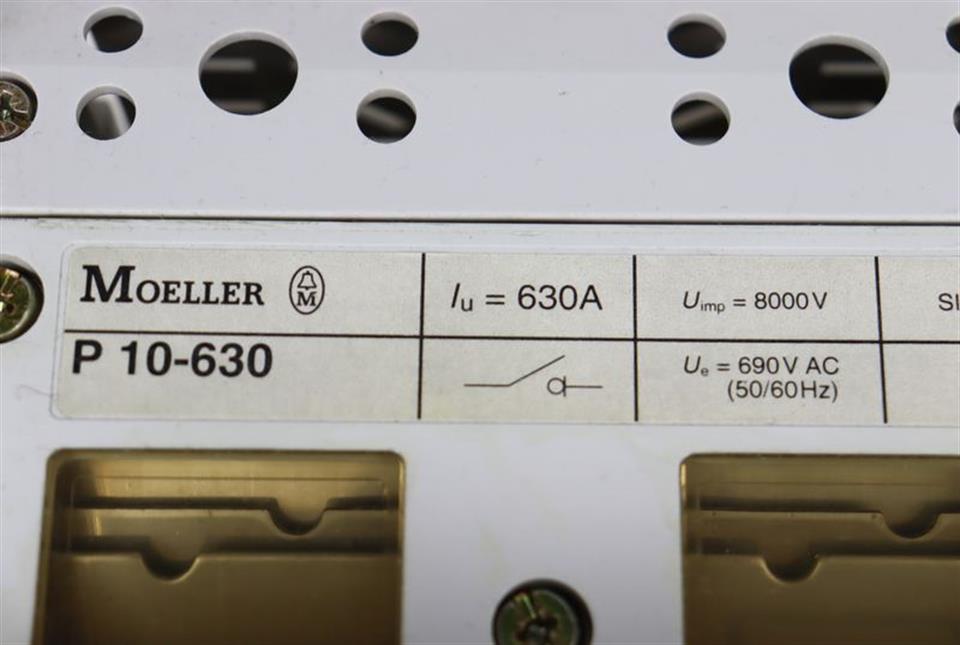 MOELLER M
P 10-630
Iu = 630A
Uimp = 8000V
Ue = 690V AC
(50/60Hz)